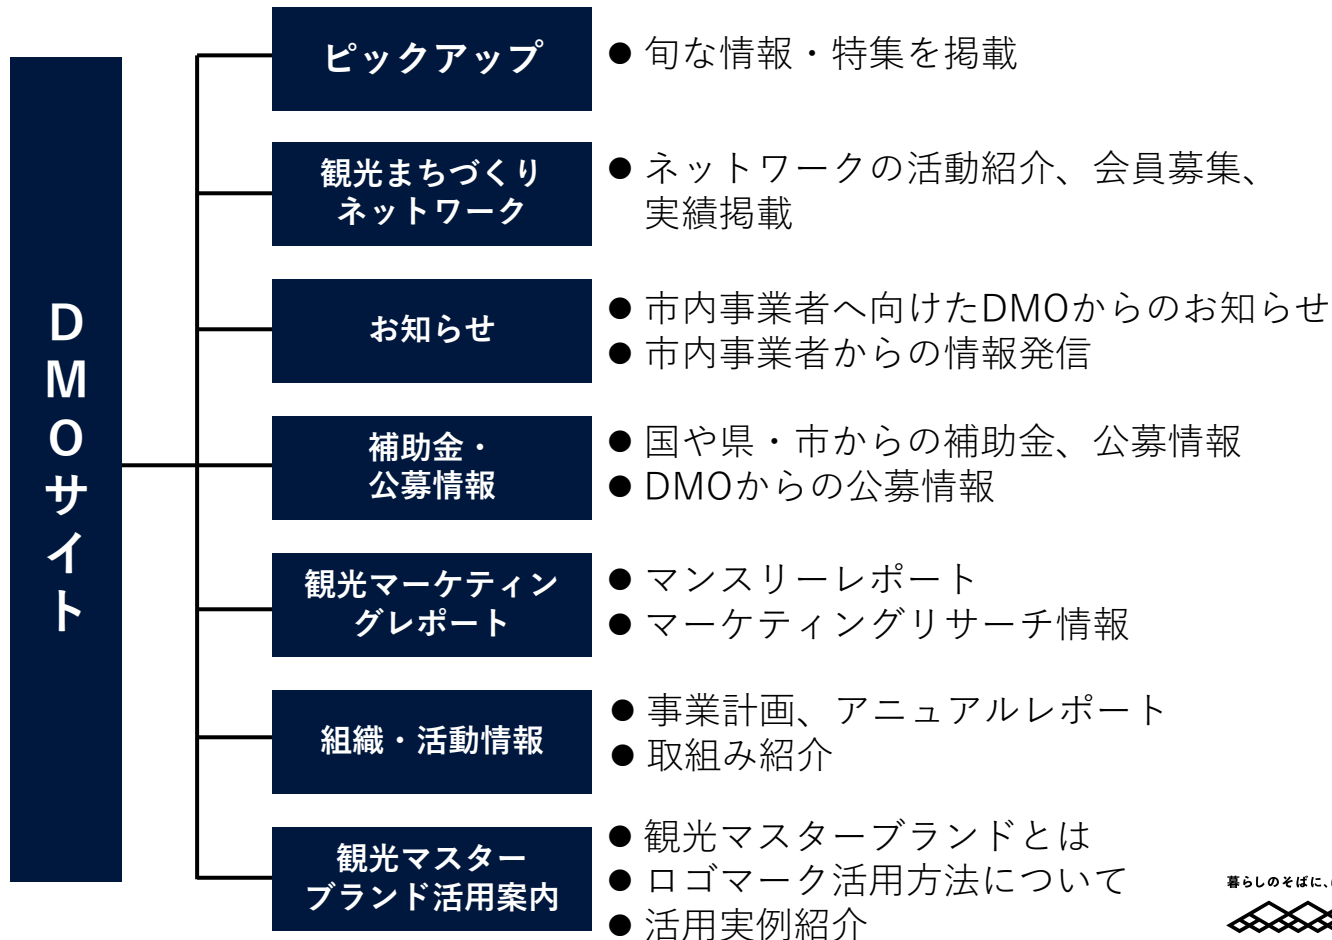 DMOサイト
ピックアップ
● 旬な情報・特集を掲載
観光まちづくり
ネットワーク
● ネットワークの活動紹介、会員募集、
実績掲載
お知らせ
● 市内事業者へ向けたDMOからのお知らせ
● 市内事業者からの情報発信
補助金・
公募情報
● 国や県・市からの補助金、公募情報
● DMOからの公募情報
観光マーケティン
グレポート
● マンスリーレポート
● マーケティングリサーチ情報
組織・活動情報
● 事業計画、アニュアルレポート
● 取組み紹介
観光マスター
ブランド活用案内
● 観光マスターブランドとは
● ロゴマーク活用方法について
● 活用実例紹介
暮らしのそばに、